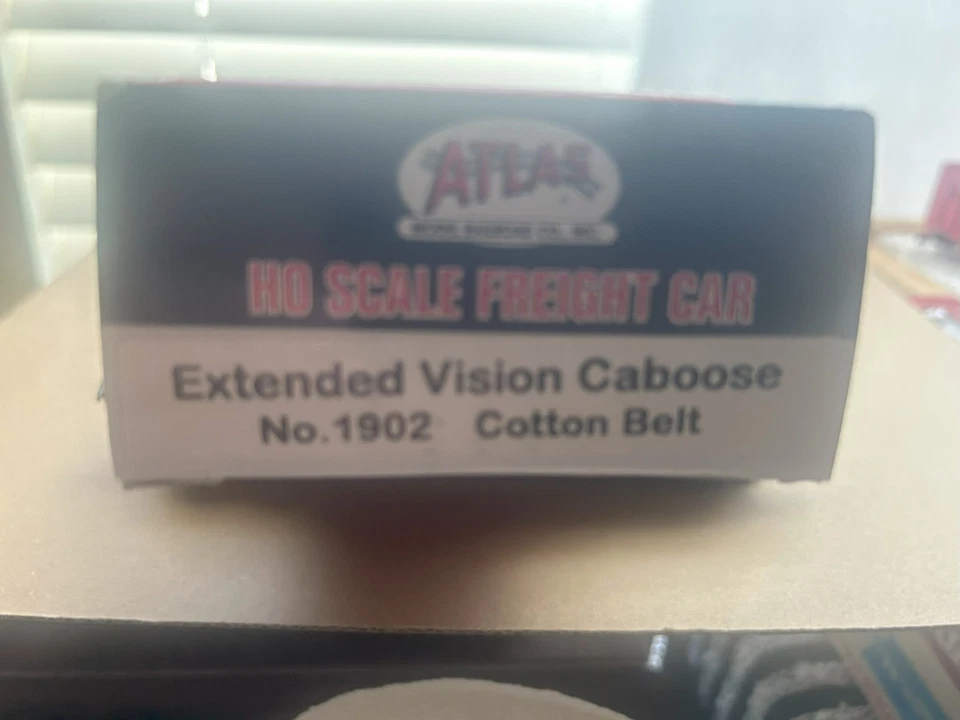 ATLAS
HO SCALE FREIGHT CAR
Extended Vision Caboose
No.1902 Cotton Belt